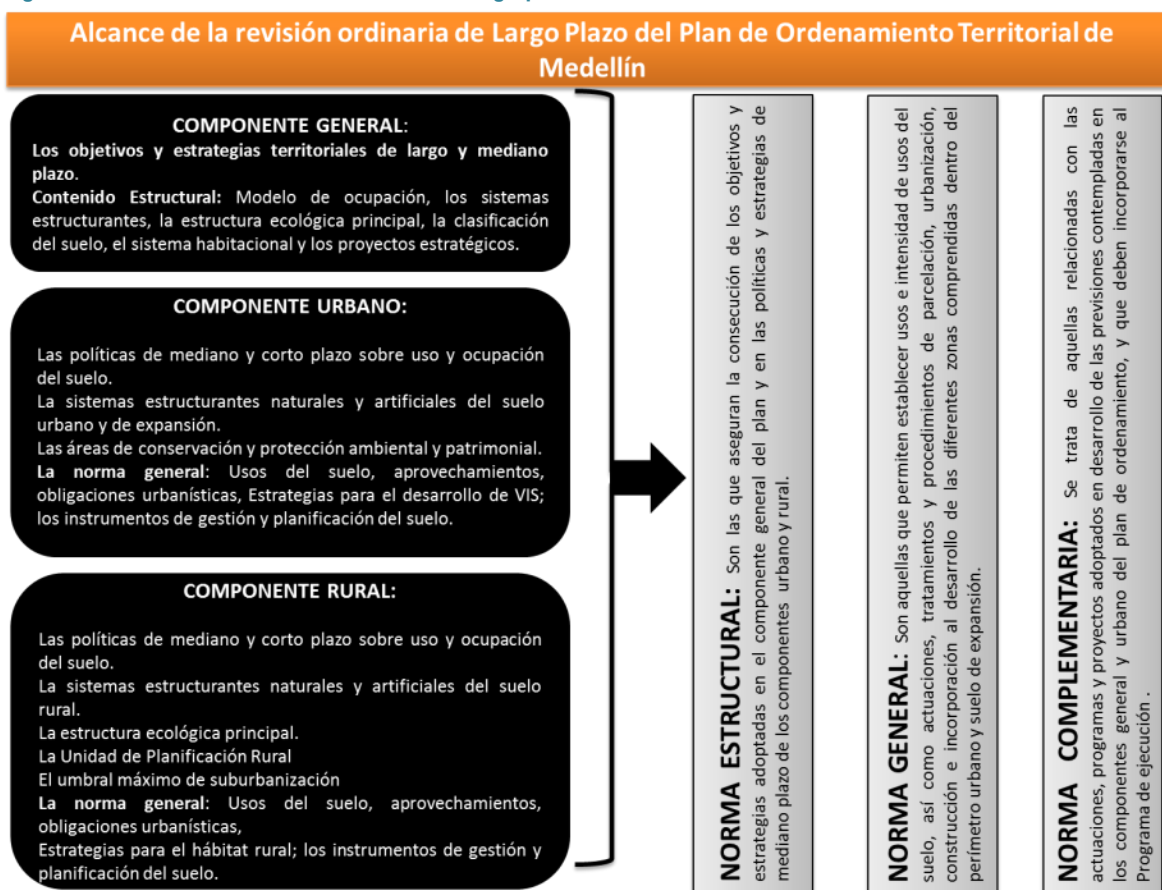 Alcance de la revisión ordinaria de Largo Plazo del Plan de Ordenamiento Territorial de
Medellín
COMPONENTE GENERAL:
Los objetivos y estrategias territoriales de largo y mediano
plazo.
Contenido Estructural: Modelo de ocupación, los sistemas
estructurantes, la estructura ecológica principal, la clasificación
del suelo, el sistema habitacional y los proyectos estratégicos.
COMPONENTE URBANO:
Las políticas de mediano y corto plazo sobre uso y ocupación
del suelo.
La sistemas estructurantes naturales y artificiales del suelo
urbano y de expansión.
Las áreas de conservación y protección ambiental y patrimonial.
La norma general: Usos del suelo, aprovechamientos,
obligaciones urbanísticas, Estrategias para el desarrollo de VIS;
los instrumentos de gestión y planificación del suelo.
COMPONENTE RURAL:
Las políticas de mediano y corto plazo sobre uso y ocupación
del suelo.
La sistemas estructurantes naturales y artificiales del suelo
rural.
La estructura ecológica principal.
La Unidad de Planificación Rural
El umbral máximo de suburbanización
La norma general: Usos del suelo, aprovechamientos,
obligaciones urbanísticas,
Estrategias para el hábitat rural; los instrumentos de gestión y
planificación del suelo.
NORMA ESTRUCTURAL: Son las que aseguran la consecución de los objetivos y
estrategias adoptadas en el componente general del plan y en las políticas y estrategias de
mediano plazo de los componentes urbano y rural.
NORMA GENERAL: Son aquellas que permiten establecer usos e intensidad de usos del
suelo, así como actuaciones, tratamientos y procedimientos de parcelación, urbanización,
construcción e incorporación al desarrollo de las diferentes zonas comprendidas dentro del
perímetro urbano y suelo de expansión.
NORMA COMPLEMENTARIA: Se trata de aquellas relacionadas con las
actuaciones, programas y proyectos adoptados en desarrollo de las previsiones contempladas en
los componentes general y urbano del plan de ordenamiento, y que deben incorporarse al
Programa de ejecución .